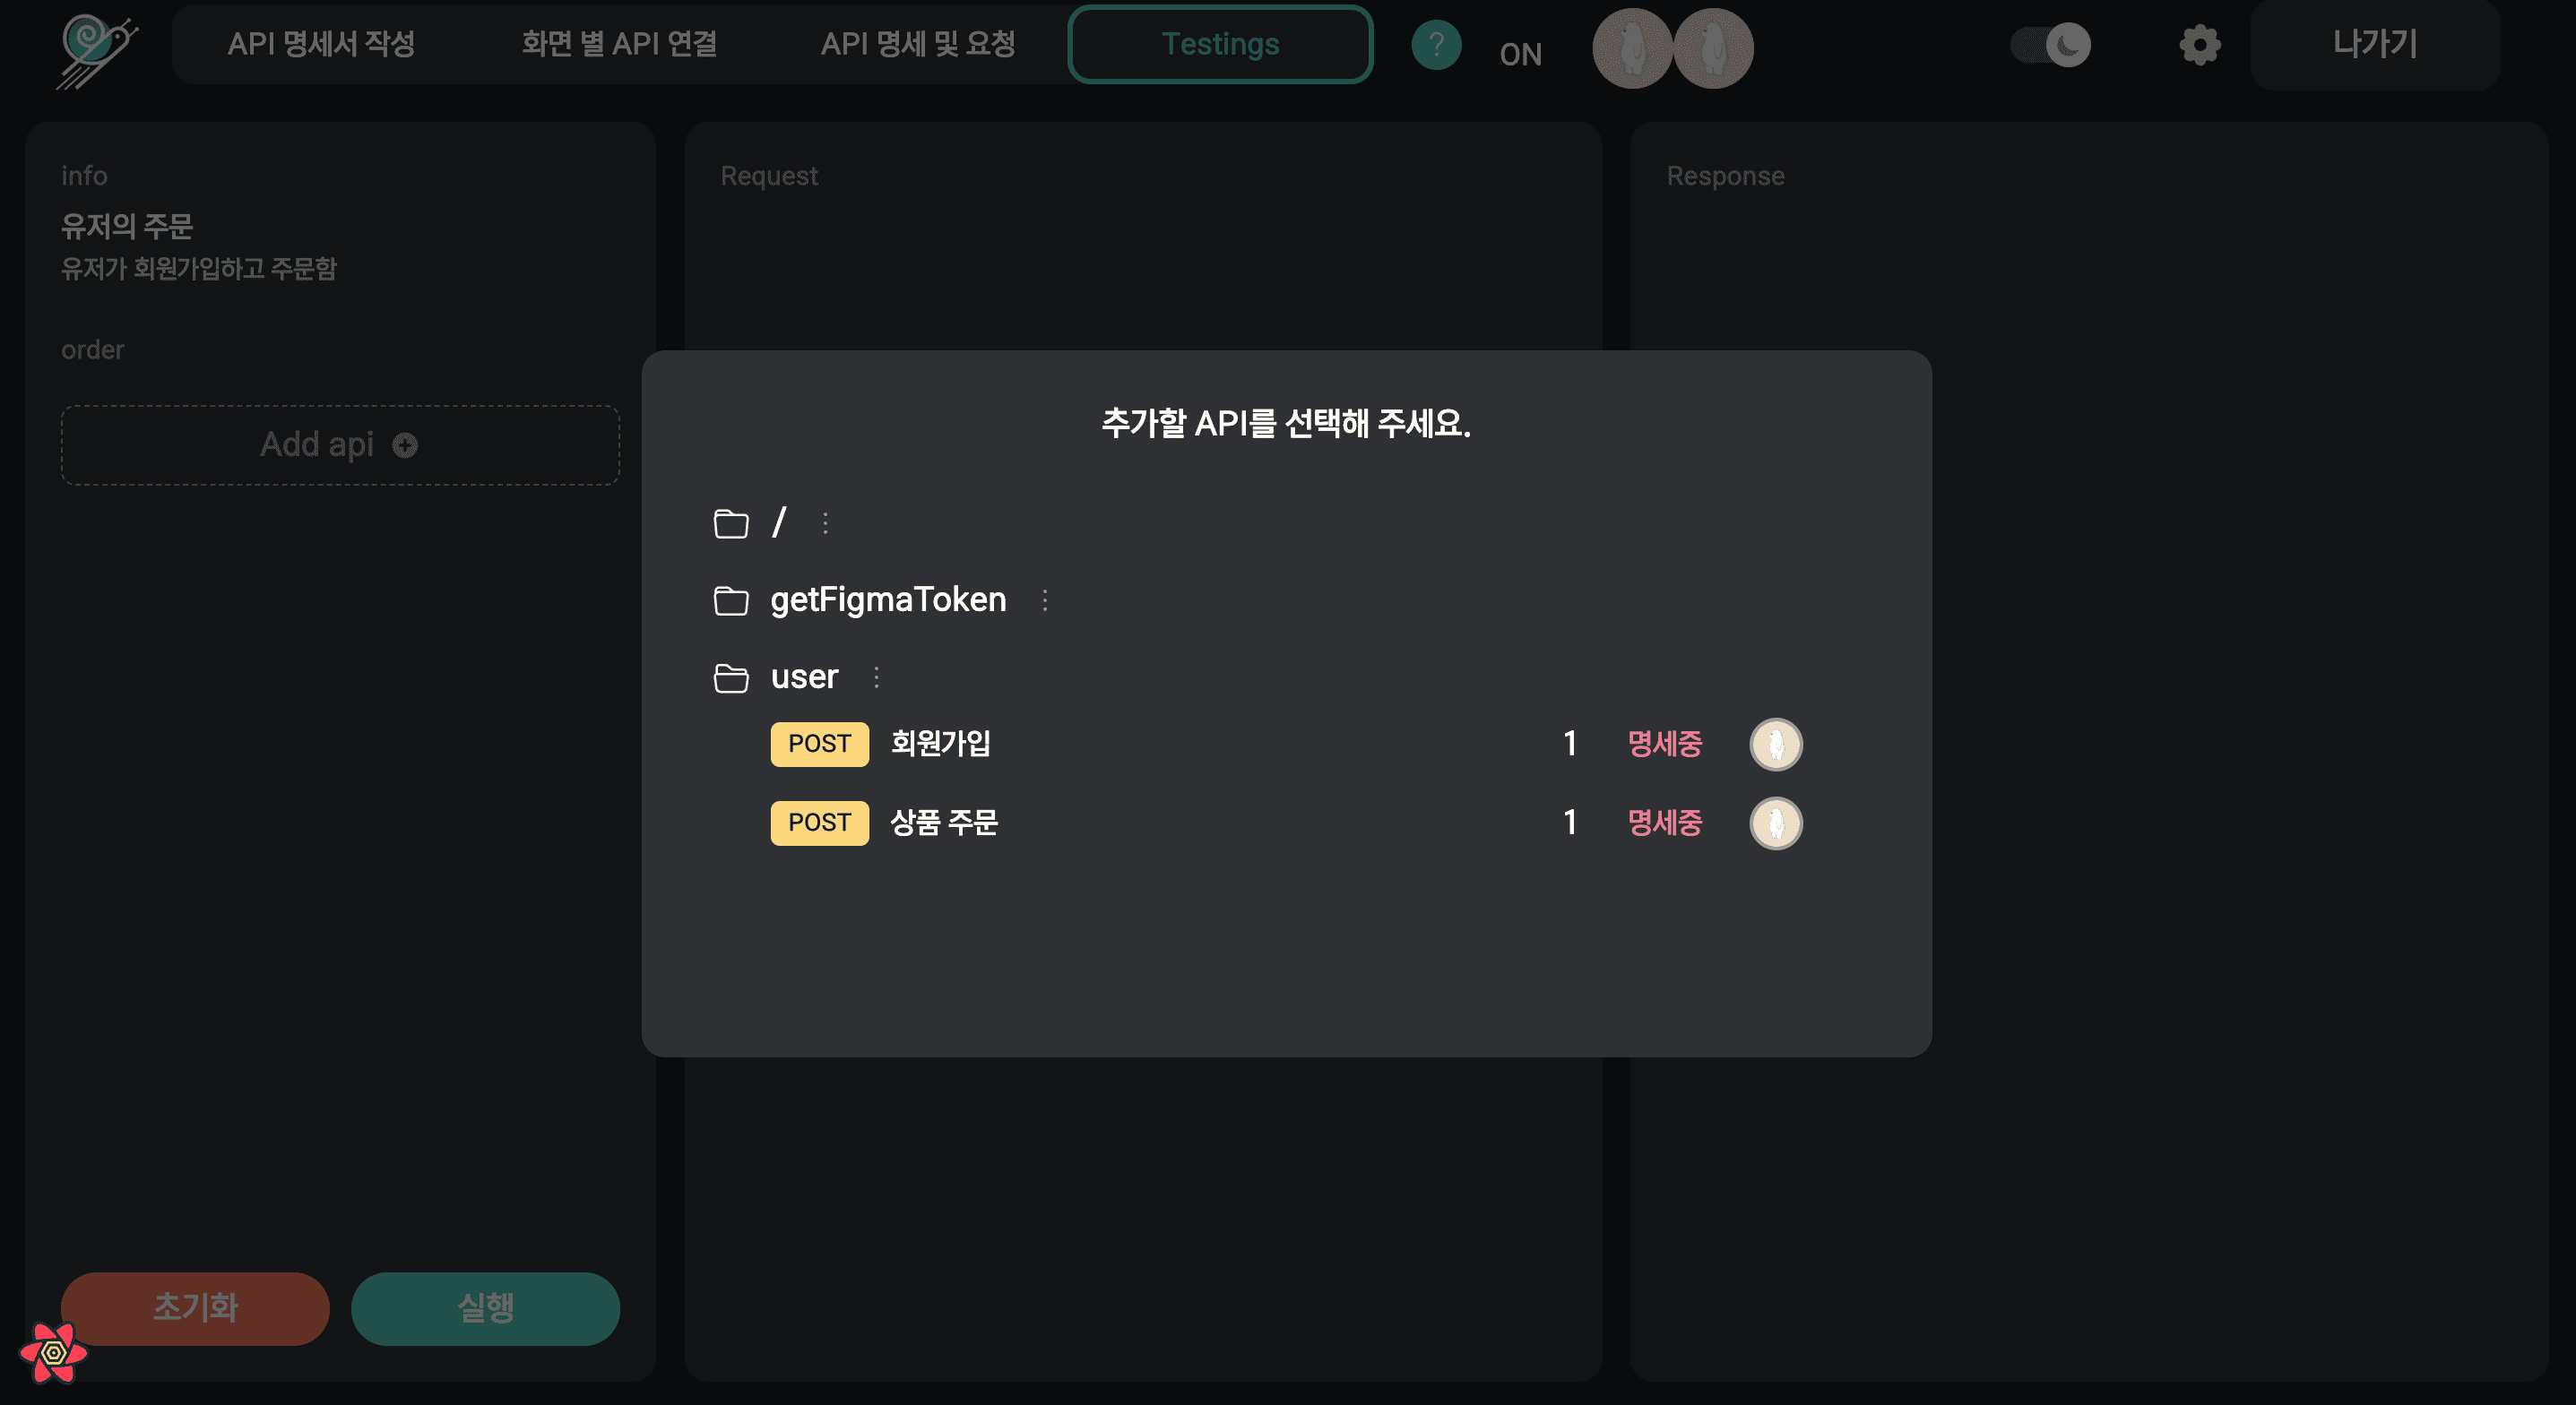 API 명세서 작성
화면 별 API 연결
API 명세 및 요청
Testings
?
ON
나가기
info
유저의 주문
유저가 회원가입하고 주문함
order
Add api
초기화
실행
Request
Response
추가할 API를 선택해 주세요.
/
getFigmaToken
user
POST 회원가입 1 명세중
POST 상품 주문 1 명세중